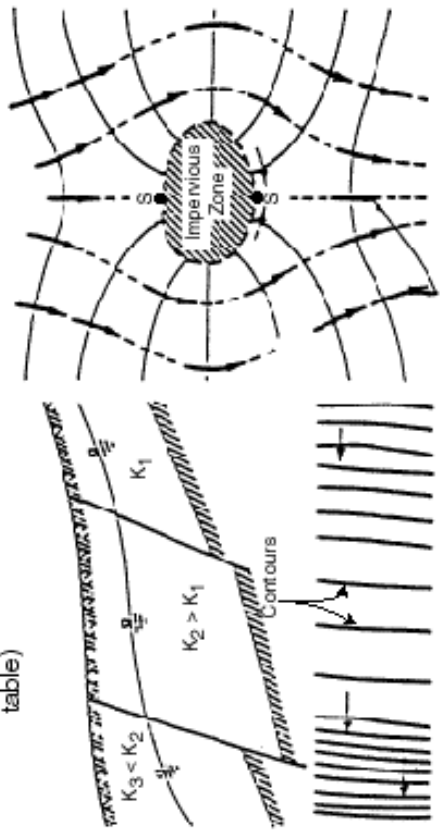 table)
K₃ < K₂
K₂ > K₁
K₁
Contours
S
Impervious
Zone
S